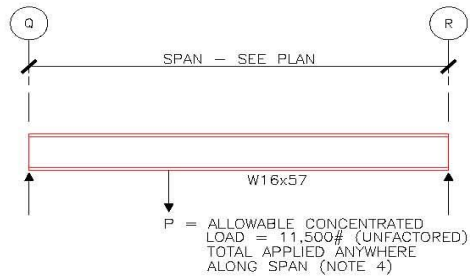 Q R
SPAN - SEE PLAN
W16x57
P = ALLOWABLE CONCENTRATED
LOAD = 11,500# (UNFACTORED)
TOTAL APPLIED ANYWHERE
ALONG SPAN (NOTE 4)